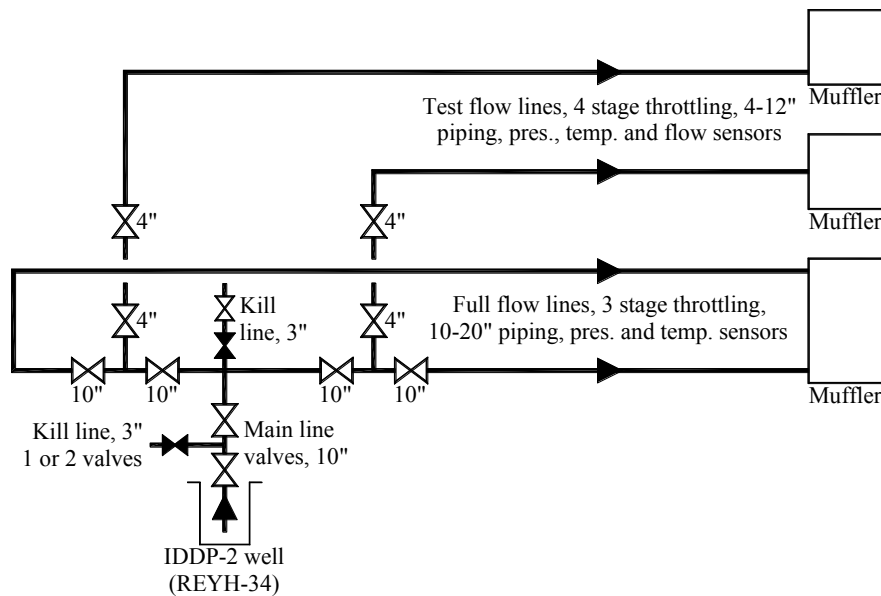 Muffler
Test flow lines, 4 stage throttling, 4-12"
piping, pres., temp. and flow sensors
Muffler
4"
4"
Kill
line, 3"
Full flow lines, 3 stage throttling,
10-20" piping, pres. and temp. sensors
4"
4"
10"
10"
10"
10"
Muffler
Kill line, 3"
1 or 2 valves
Main line
valves, 10"
IDDP-2 well
(REYH-34)